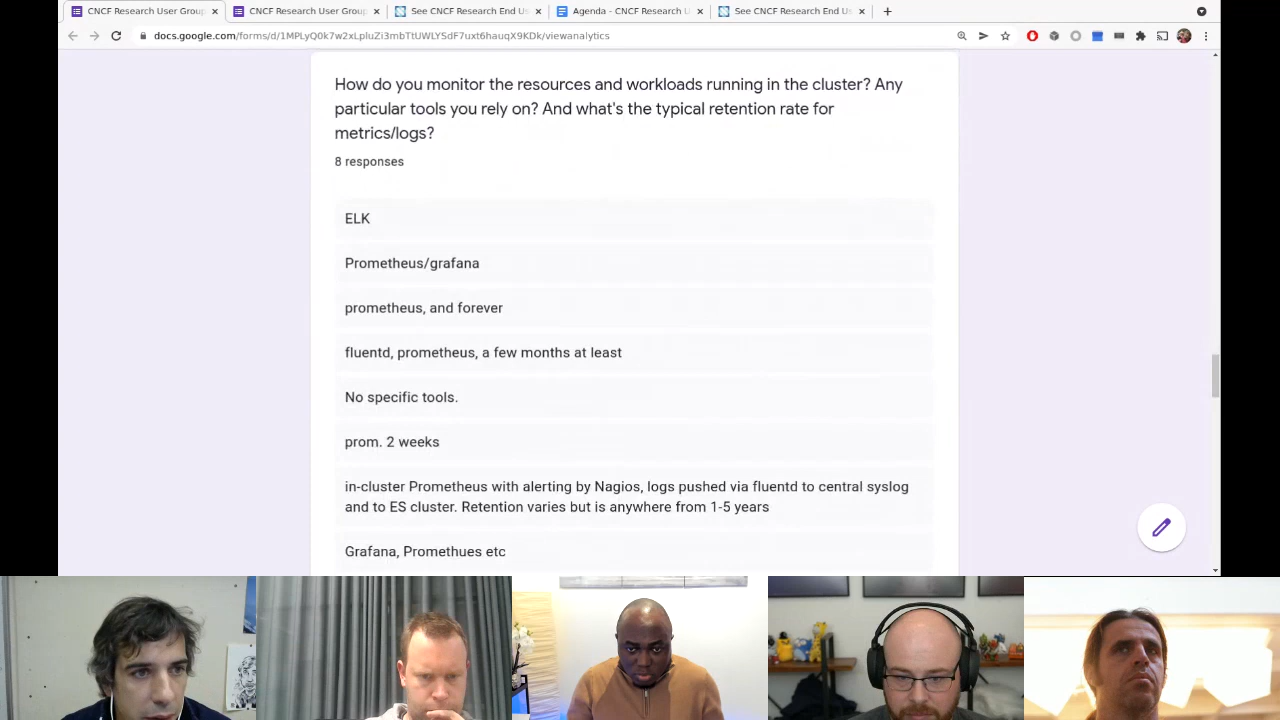 CNCF Research User Group
CNCF Research User Group
See CNCF Research End Us
Agenda - CNCF Research U
See CNCF Research End Us
docs.google.com/forms/d/1MPLyQ0k7w2xLpluZi3mbTtUWLYSdF7uxt6hauqX9KDk/viewanalytics
How do you monitor the resources and workloads running in the cluster? Any
particular tools you rely on? And what's the typical retention rate for
metrics/logs?
8 responses
ELK
Prometheus/grafana
prometheus, and forever
fluentd, prometheus, a few months at least
No specific tools.
prom. 2 weeks
in-cluster Prometheus with alerting by Nagios, logs pushed via fluentd to central syslog
and to ES cluster. Retention varies but is anywhere from 1-5 years
Grafana, Promethues etc